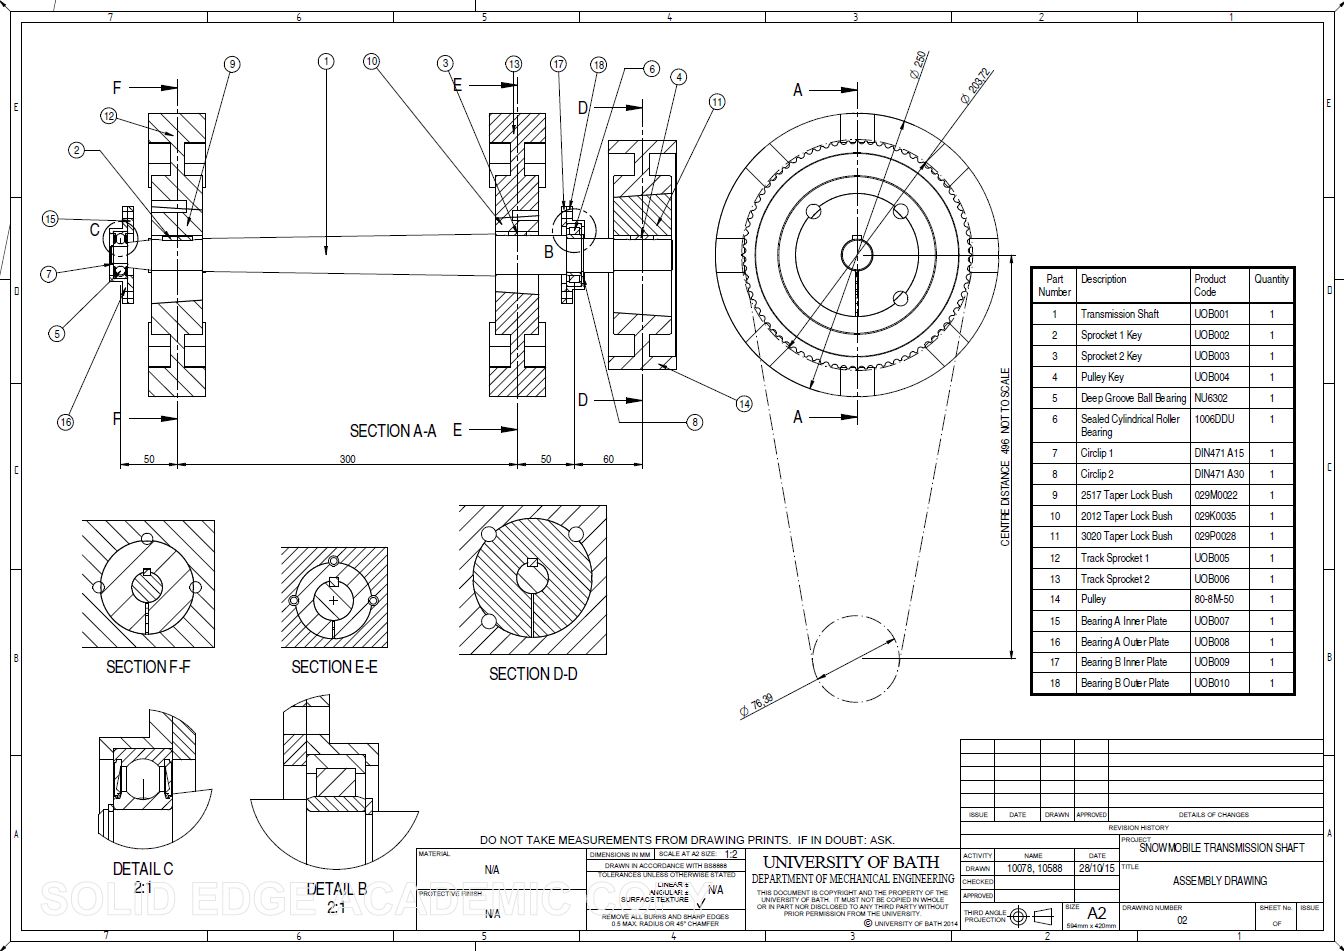 7 6 5 4 3 2 1
E D C B A
F 9 1 10 3 E 13 17 18 6 4 11 D
12
2
15
C
7
5
16
F
B
D
14
8
SECTION A-A E
50 300 50 60
A
Ø 250
Ø 203,72
A
CENTRE DISTANCE 496 NOT TO SCALE
Ø 76,39
Part Number Description Product Code Quantity
1 Transmission Shaft UOB001 1
2 Sprocket 1 Key UOB002 1
3 Sprocket 2 Key UOB003 1
4 Pulley Key UOB004 1
5 Deep Groove Ball Bearing NU6302 1
6 Sealed Cylindrical Roller Bearing 1006DDU 1
7 Circlip 1 DIN471 A15 1
8 Circlip 2 DIN471 A30 1
9 2517 Taper Lock Bush 029M0022 1
10 2012 Taper Lock Bush 029K0035 1
11 3020 Taper Lock Bush 029P0028 1
12 Track Sprocket 1 UOB005 1
13 Track Sprocket 2 UOB006 1
14 Pulley 80-8M-50 1
15 Bearing A Inner Plate UOB007 1
16 Bearing A Outer Plate UOB008 1
17 Bearing B Inner Plate UOB009 1
18 Bearing B Outer Plate UOB010 1
SECTION F-F
SECTION E-E
SECTION D-D
DETAIL C
2:1
DETAIL B
2:1
SOLID EDGE ACADEMIC COPY
DO NOT TAKE MEASUREMENTS FROM DRAWING PRINTS. IF IN DOUBT: ASK.
MATERIAL
N/A
PROTECTIVE FINISH
N/A
DIMENSIONS IN MM SCALE AT A2 SIZE: 1:2
DRAWN IN ACCORDANCE WITH BS8888
TOLERANCES UNLESS OTHERWISE STATED
LINEAR ±
ANGULAR ± N/A
SURFACE TEXTURE
REMOVE ALL BURRS AND SHARP EDGES
0.5 MAX. RADIUS OR 45° CHAMFER
UNIVERSITY OF BATH
DEPARTMENT OF MECHANICAL ENGINEERING
THIS DOCUMENT IS COPYRIGHT AND THE PROPERTY OF THE
UNIVERSITY OF BATH. IT MUST NOT BE COPIED IN WHOLE
OR IN PART NOR DISCLOSED TO ANY THIRD PARTY WITHOUT
PRIOR PERMISSION FROM THE UNIVERSITY.
© UNIVERSITY OF BATH 2014
ISSUE DATE DRAWN APPROVED DETAILS OF CHANGES
REVISION HISTORY
ACTIVITY NAME DATE
DRAWN 10078, 10588 28/10/15
CHECKED
APPROVED
THIRD ANGLE
PROJECTION
SIZE
A2
594mm x 420mm
PROJECT
SNOWMOBILE TRANSMISSION SHAFT
TITLE
ASSEMBLY DRAWING
DRAWING NUMBER
02
SHEET No. ISSUE
OF
7 6 5 4 3 2 1